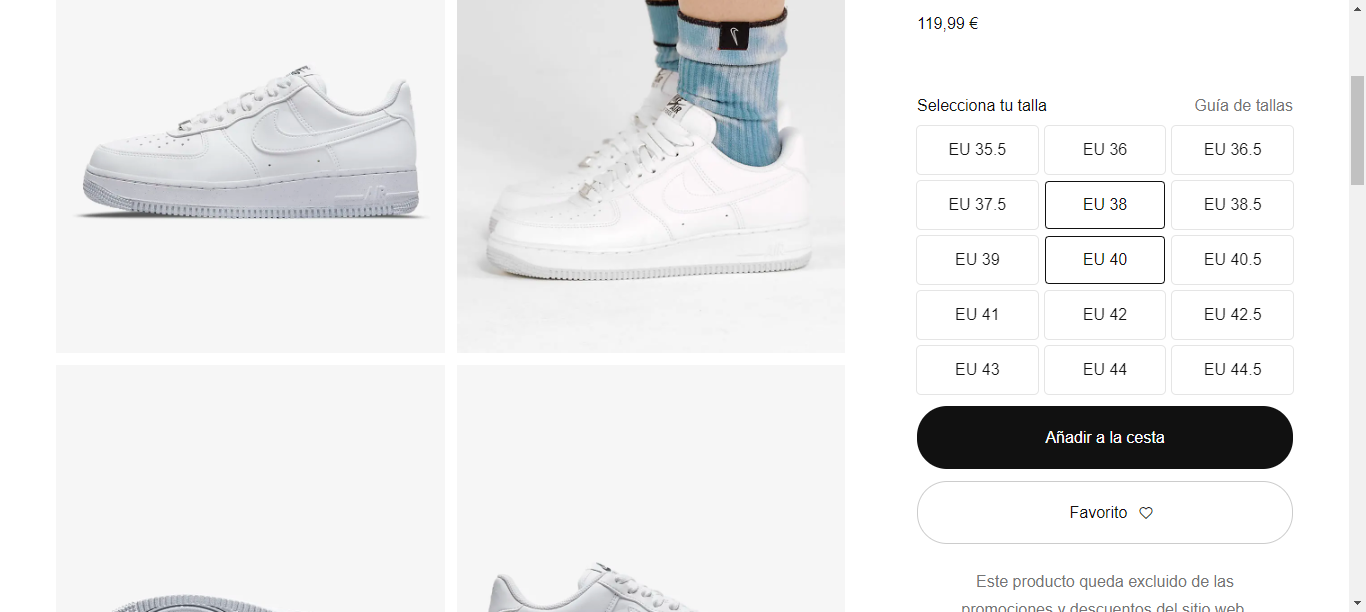 119,99 €
Selecciona tu talla
Guía de tallas
EU 35.5
EU 36
EU 36.5
EU 37.5
EU 38
EU 38.5
EU 39
EU 40
EU 40.5
EU 41
EU 42
EU 42.5
EU 43
EU 44
EU 44.5
Añadir a la cesta
Favorito
Este producto queda excluido de las
promociones y descuentos del sitio web